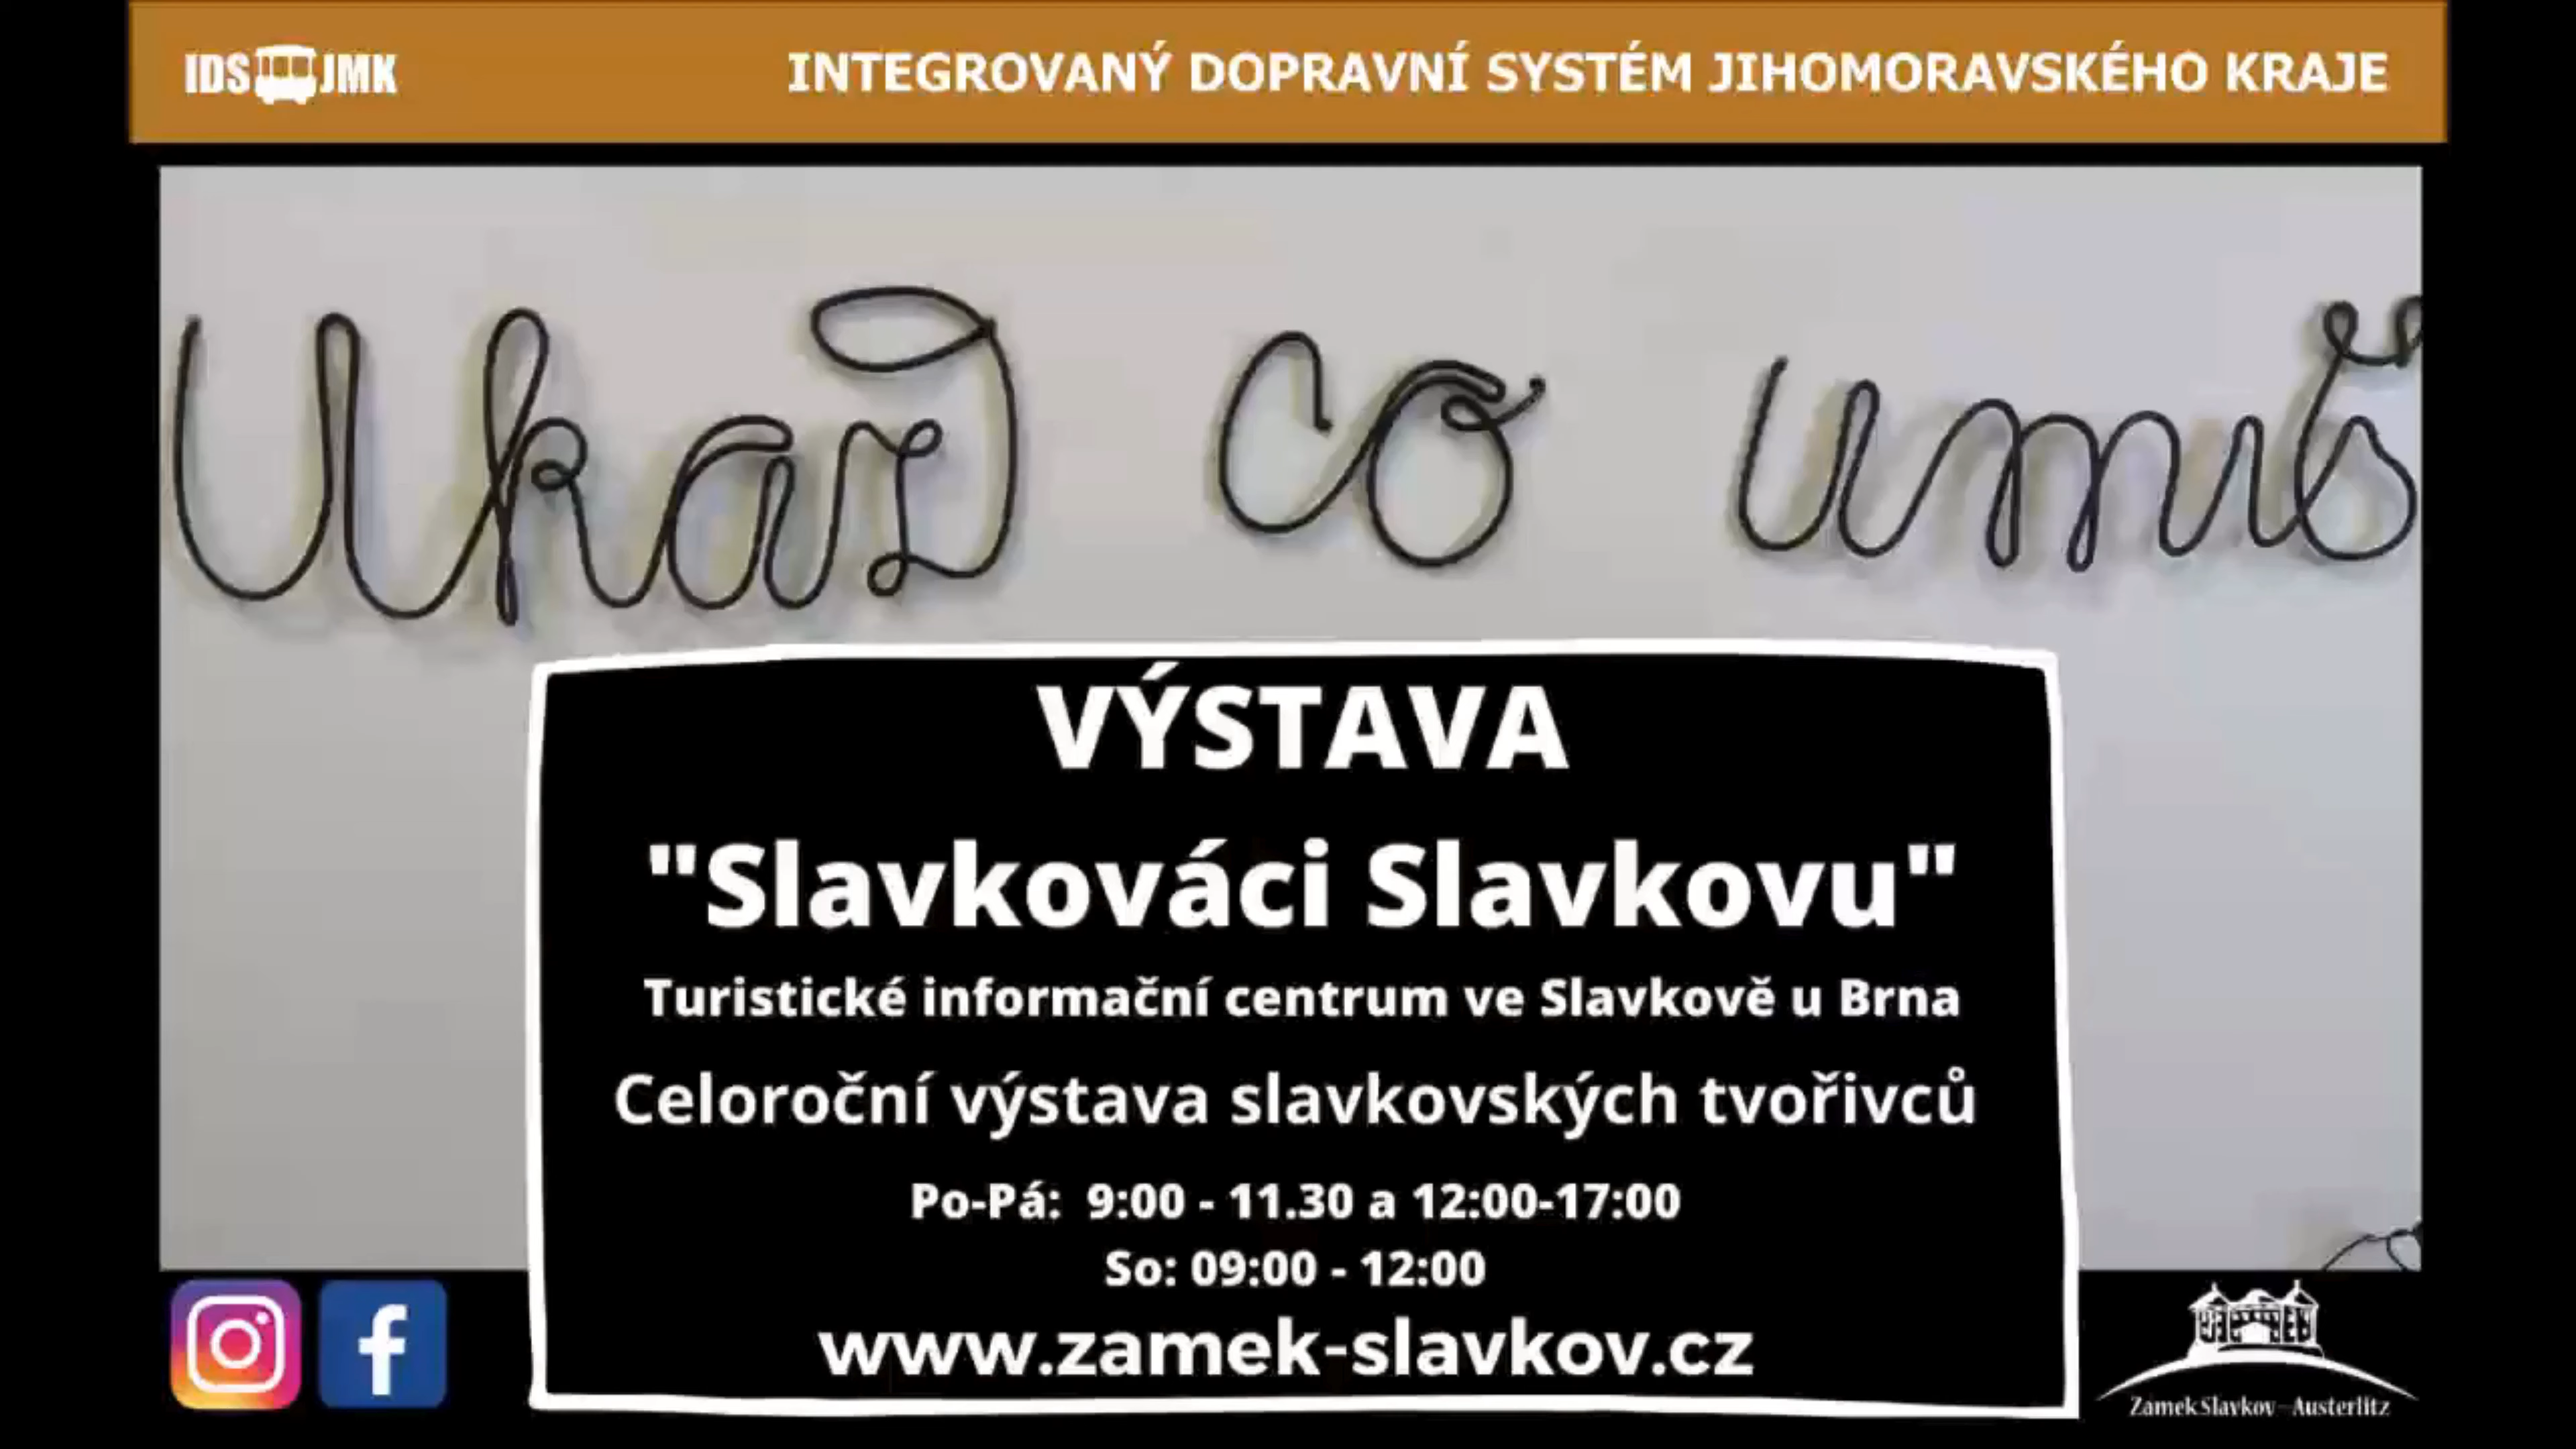 IDS JMK
INTEGROVANÝ DOPRAVNÍ SYSTÉM JIHOMORAVSKÉHO KRAJE
Ukaž co umíš
VÝSTAVA
"Slavkováci Slavkovu"
Turistické informační centrum ve Slavkově u Brna
Celoroční výstava slavkovských tvořivců
Po-Pá: 9:00 - 11.30 a 12:00-17:00
So: 09:00 - 12:00
www.zamek-slavkov.cz
Zámek Slavkov - Austerlitz